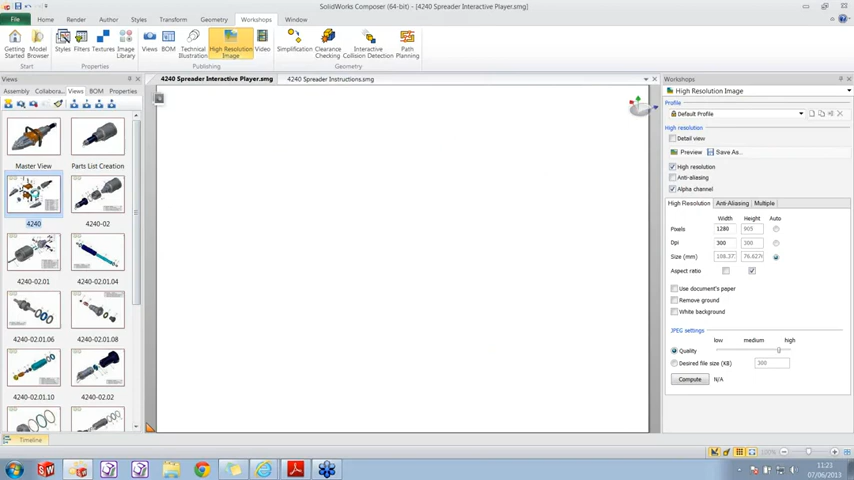 SolidWorks Composer (64-bit) - [4240 Spreader Interactive Player.smg]
File Home Render Author Styles Transform Geometry Workshops Window
Getting Started Model Browser Styles Filters Textures Image Library Views BOM Technical Illustration High Resolution Image Video Simplification Clearance Checking Interactive Collision Detection Path Planning
Start Properties Publishing Geometry
Views
Assembly Collabora... Views BOM Properties
4240 Spreader Interactive Player.smg 4240 Spreader Instructions.smg
Workshops
High Resolution Image
Profile
Default Profile
High resolution
Detail view
Preview Save As..
High resolution
Anti-aliasing
Alpha channel
High Resolution Anti-Aliasing Multiple
Width Height Auto
Pixels 1280 905
Dpi 300 300
Size (mm)
Aspect ratio
Use document's paper
Remove ground
White background
JPEG settings
low medium high
Quality
Desired file size (KB) 300
Compute N/A
Master View Parts List Creation
4240 4240-02
4240-02.01 4240-02.01.04
4240-02.01.06 4240-02.01.08
4240-02.01.10 4240-02.02
Timeline
100%
11:23
07/06/2013